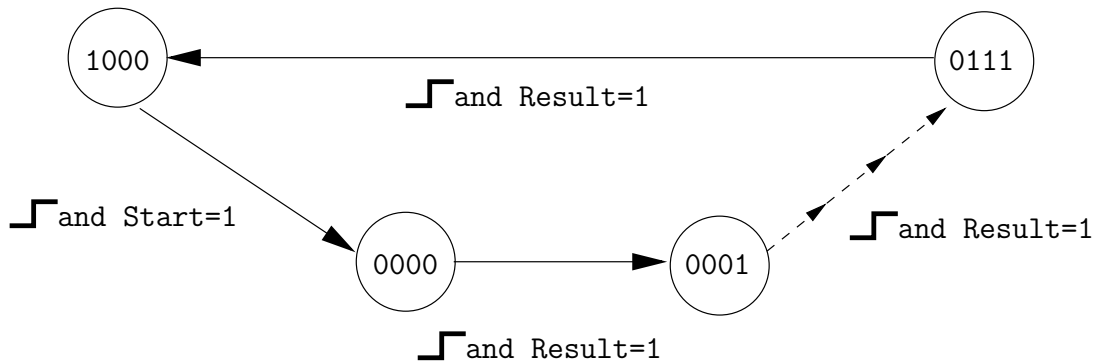 1000
0111
and Result=1
and Start=1
and Result=1
0000
0001
and Result=1